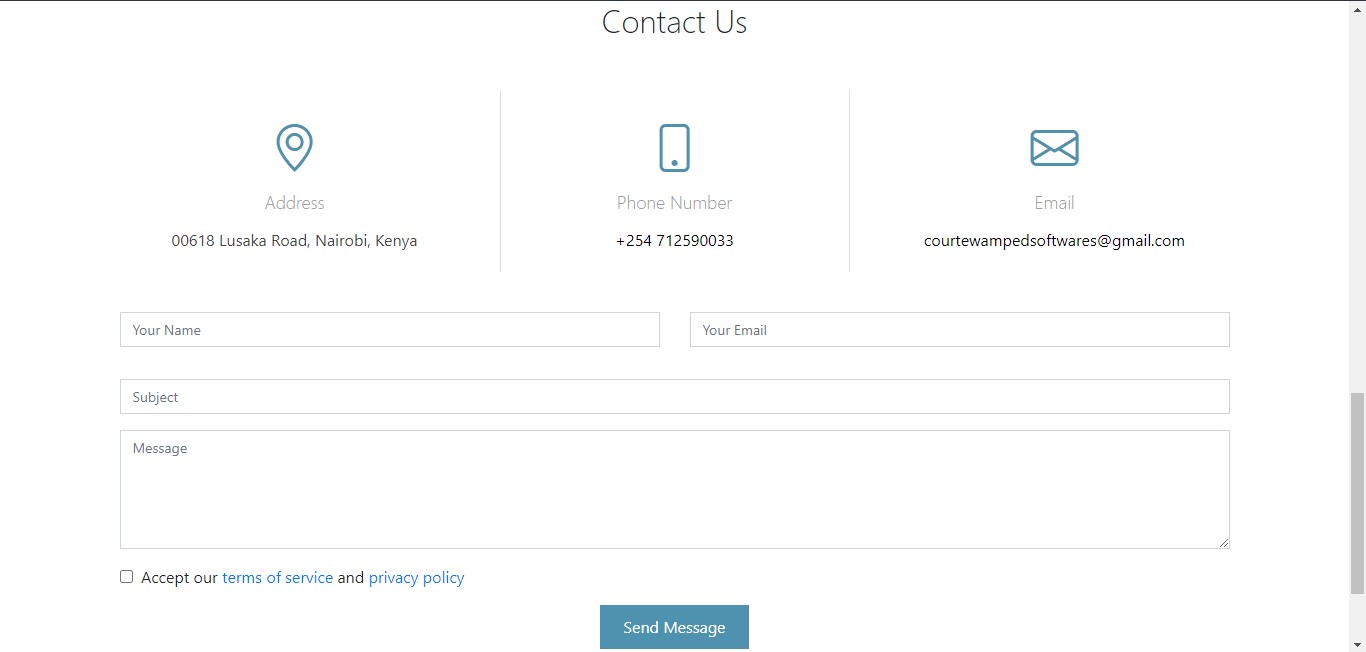 Contact Us
Address
00618 Lusaka Road, Nairobi, Kenya
Phone Number
+254 712590033
Email
courtewampedsoftwares@gmail.com
Your Name
Your Email
Subject
Message
Accept our terms of service and privacy policy
Send Message